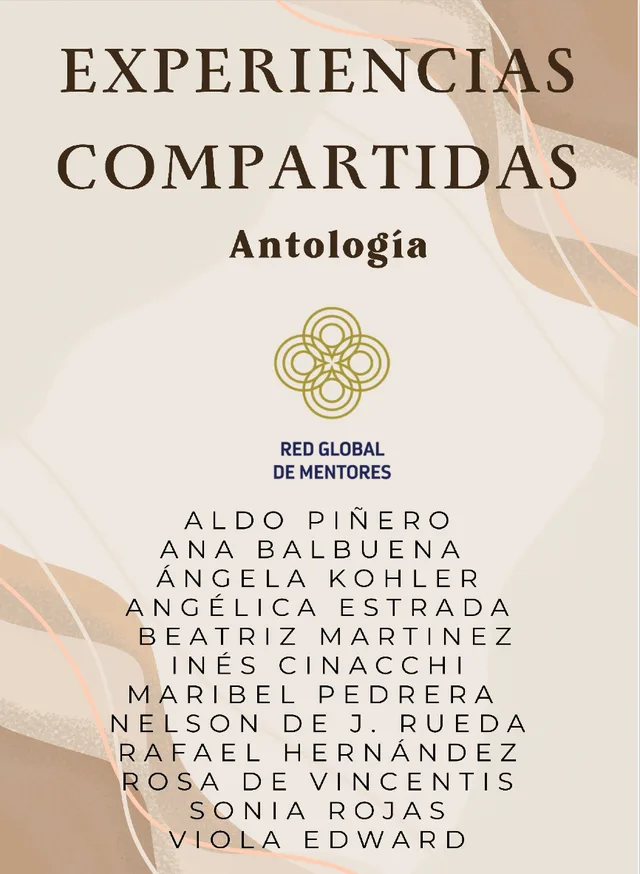 EXPERIENCIAS
COMPARTIDAS
Antología
RED GLOBAL
DE MENTORES
ALDO PIÑERO
ANA BALBUENA
ÁNGELA KOHLER
ANGÉLICA ESTRADA
BEATRIZ MARTINEZ
INÉS CINACCHI
MARIBEL PEDRERA
NELSON DE J. RUEDA
RAFAEL HERNÁNDEZ
ROSA DE VINCENTIS
SONIA ROJAS
VIOLA EDWARD